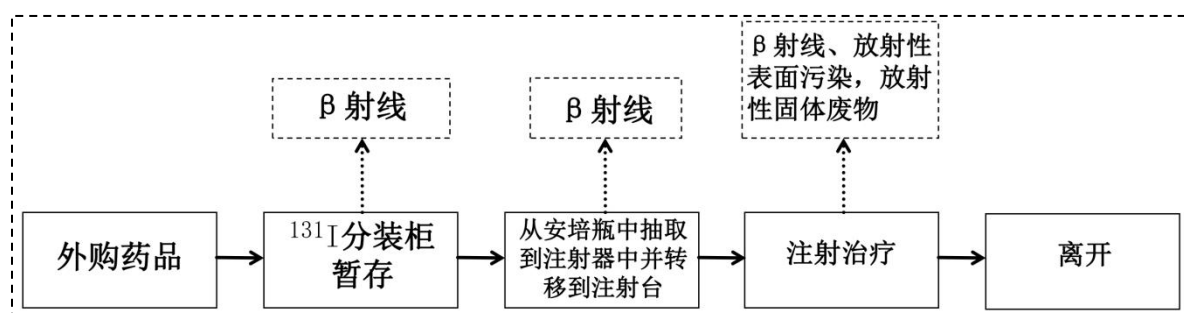 β射线
β射线
β射线、放射性
表面污染，放射
性固体废物
外购药品
¹³¹I分装柜
暂存
从安培瓶中抽取
到注射器中并转
移到注射台
注射治疗
离开